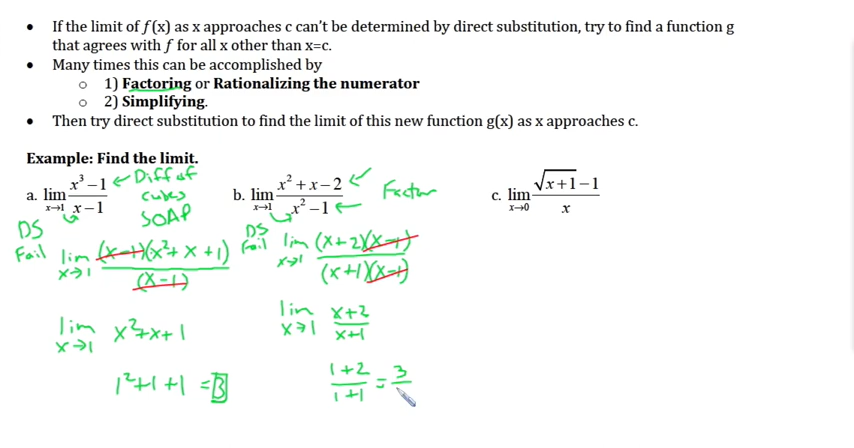 • If the limit of f(x) as x approaches c can't be determined by direct substitution, try to find a function g
that agrees with f for all x other than x=c.
• Many times this can be accomplished by
○ 1) Factoring or Rationalizing the numerator
○ 2) Simplifying.
• Then try direct substitution to find the limit of this new function g(x) as x approaches c.
Example: Find the limit.
a. lim x→1 (x³ − 1)/(x − 1)
← Diff of
cubes
SOAP
DS
Fail
lim x→1 (x−1)(x²+x+1)/(x−1)
lim x→1 x²+x+1
1²+1+1 = 3
b. lim x→1 (x² + x − 2)/(x² − 1)
Factor
DS
Fail
lim x→1 (x+2)(x−1)/(x+1)(x−1)
lim x→1 (x+2)/(x+1)
(1+2)/(1+1) = 3/
c. lim x→0 (√(x+1) − 1)/x